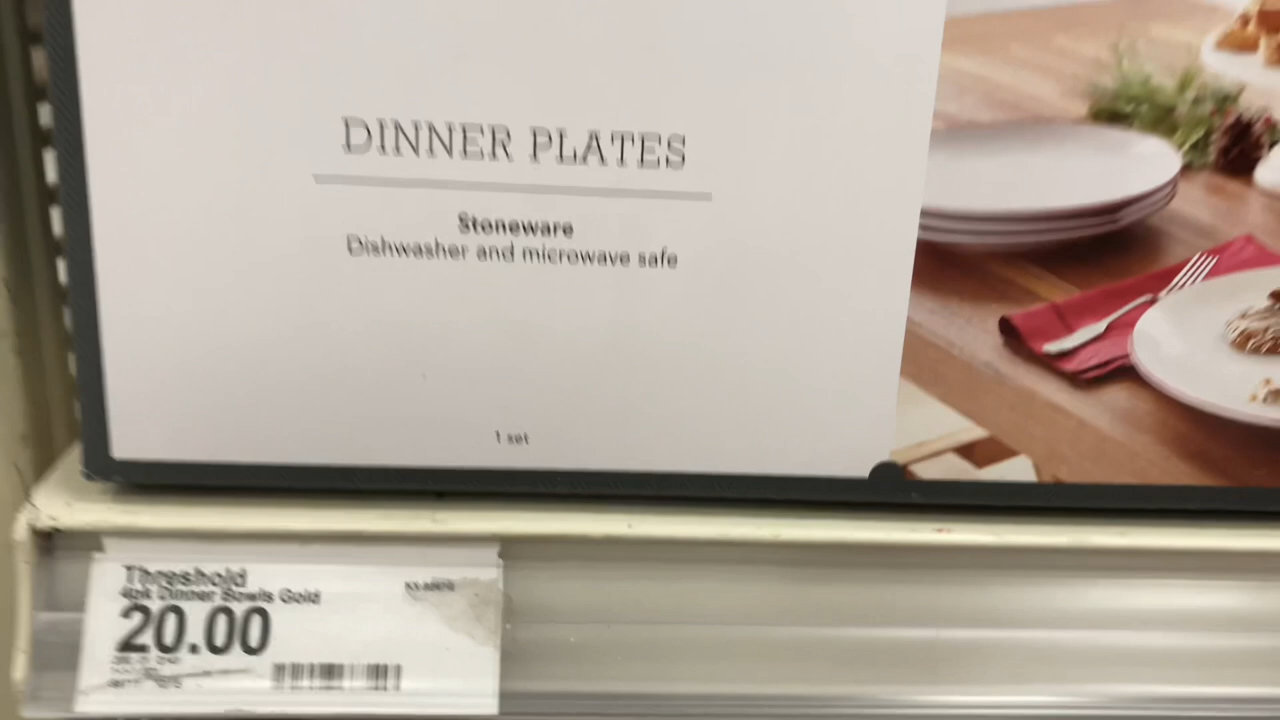 DINNER PLATES
Stoneware
Dishwasher and microwave safe
1 set
Threshold
4pk Dinner Bowls Gold
20.00